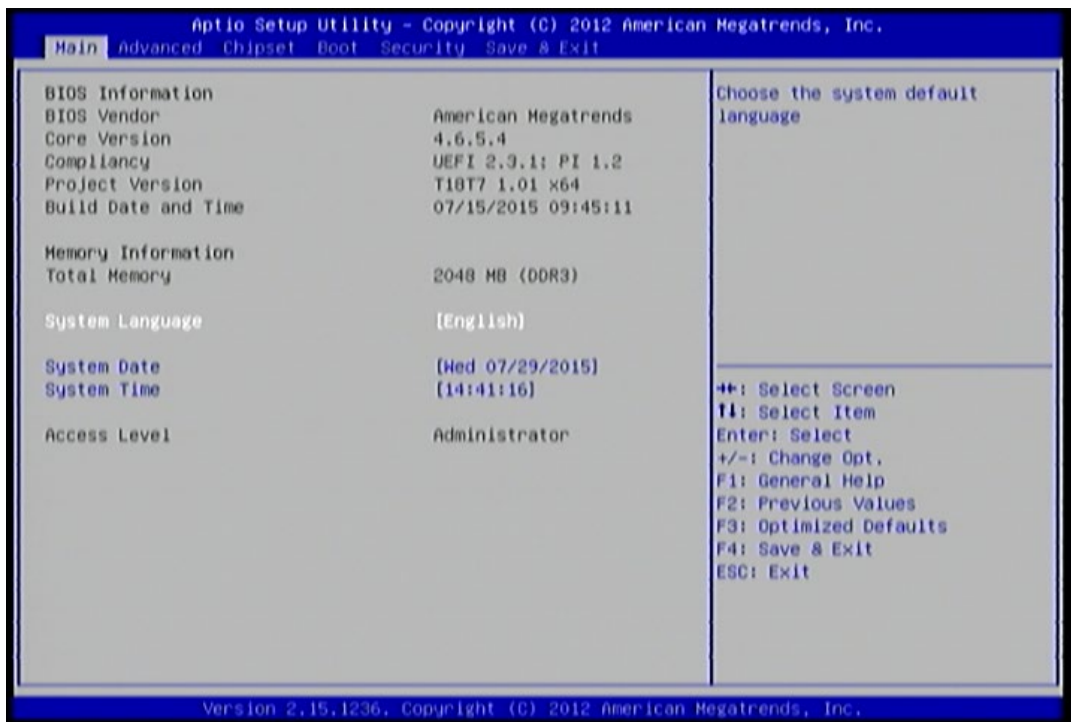 Aptio Setup Utility - Copyright (C) 2012 American Megatrends, Inc.
Main Advanced Chipset Boot Security Save & Exit
BIOS Information
BIOS Vendor American Megatrends
Core Version 4.6.5.4
Compliancy UEFI 2.3.1; PI 1.2
Project Version T18T7 1.01 x64
Build Date and Time 07/15/2015 09:45:11
Memory Information
Total Memory 2048 MB (DDR3)
System Language [English]
System Date [Wed 07/29/2015]
System Time [14:41:16]
Access Level Administrator
Choose the system default
language
→←: Select Screen
↑↓: Select Item
Enter: Select
+/-: Change Opt.
F1: General Help
F2: Previous Values
F3: Optimized Defaults
F4: Save & Exit
ESC: Exit
Version 2.15.1236. Copyright (C) 2012 American Megatrends, Inc.